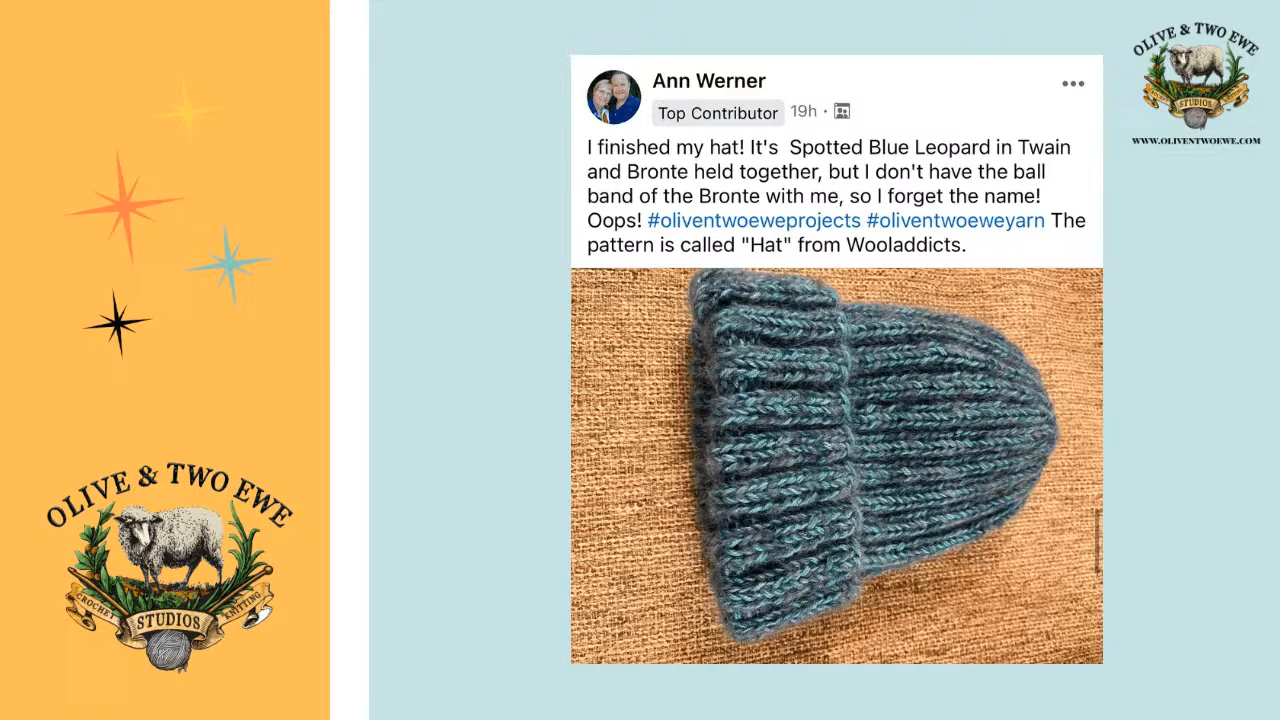 OLIVE & TWO EWE
CROCHET
STUDIOS
KNITTING
Ann Werner
Top Contributor 19h ·
I finished my hat! It's  Spotted Blue Leopard in Twain
and Bronte held together, but I don't have the ball
band of the Bronte with me, so I forget the name!
Oops! #oliventwoeweprojects #oliventwoeweyarn The
pattern is called "Hat" from Wooladdicts.
OLIVE & TWO EWE
STUDIOS
WWW.OLIVENTWOEWE.COM